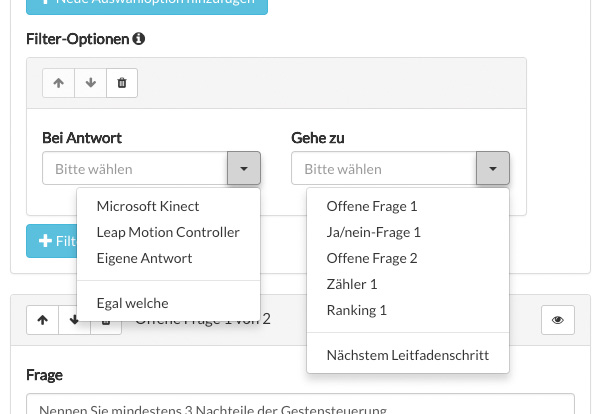 Neue Auswahloption hinzufügen
Filter-Optionen
Bei Antwort
Gehe zu
Bitte wählen
Bitte wählen
Microsoft Kinect
Leap Motion Controller
Eigene Antwort
Egal welche
Offene Frage 1
Ja/nein-Frage 1
Offene Frage 2
Zähler 1
Ranking 1
Nächstem Leitfadenschritt
Offene Frage 1 von 2
Frage
Nennen Sie mindestens 3 Nachteile der Gestensteuerung